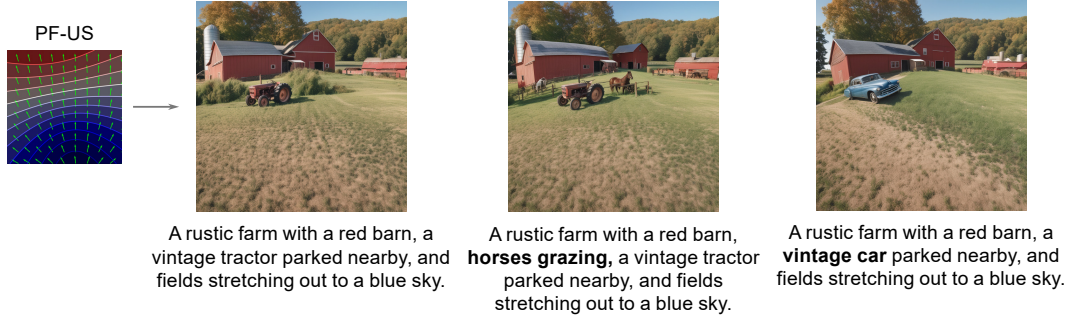 PF-US
A rustic farm with a red barn, a
vintage tractor parked nearby, and
fields stretching out to a blue sky.
A rustic farm with a red barn,
horses grazing, a vintage tractor
parked nearby, and fields
stretching out to a blue sky.
A rustic farm with a red barn, a
vintage car parked nearby, and
fields stretching out to a blue sky.